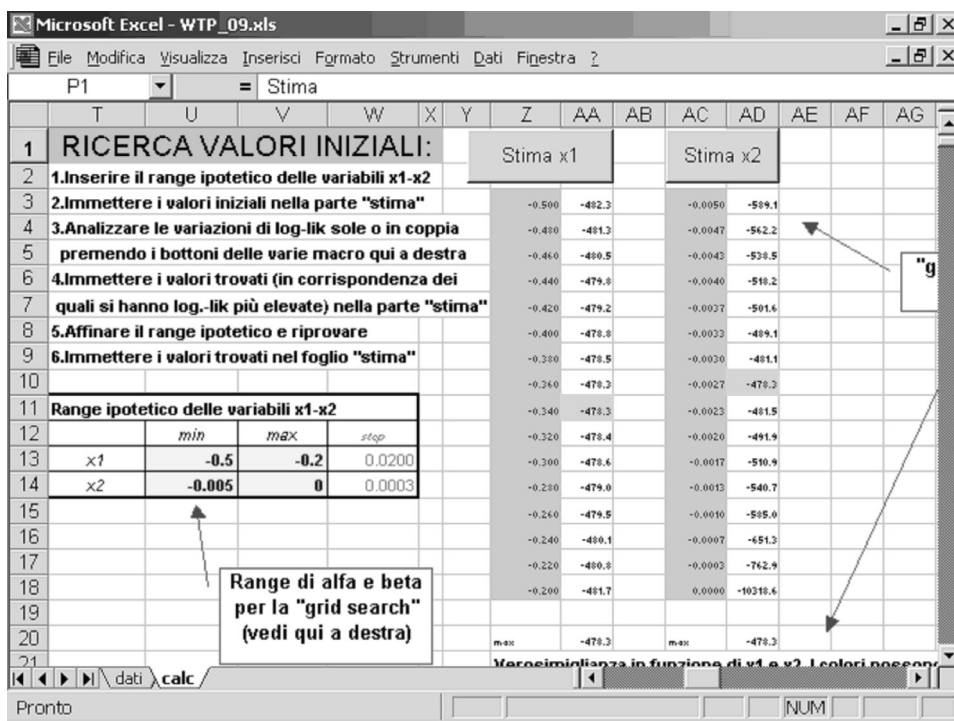 Microsoft Excel - WTP_09.xls
File Modifica Visualizza Inserisci Formato Strumenti Dati Finestra ?
P1 = Stima
T U V W X Y Z AA AB AC AD AE AF AG
1 RICERCA VALORI INIZIALI: Stima x1 Stima x2
2 1.Inserire il range ipotetico delle variabili x1-x2
3 2.Immettere i valori iniziali nella parte "stima" -0.500 -482.3 -0.0050 -589.1
4 3.Analizzare le variazioni di log-lik sole o in coppia -0.480 -481.3 -0.0047 -562.2
5 premendo i bottoni delle varie macro qui a destra -0.460 -480.5 -0.0043 -538.5
6 4.Immettere i valori trovati (in corrispondenza dei -0.440 -479.8 -0.0040 -518.2 "g
7 quali si hanno log.-lik più elevate) nella parte "stima" -0.420 -479.2 -0.0037 -501.6
8 5.Affinare il range ipotetico e riprovare -0.400 -478.8 -0.0033 -489.1
9 6.Immettere i valori trovati nel foglio "stima" -0.380 -478.5 -0.0030 -481.1
10 -0.360 -478.3 -0.0027 -478.3
11 Range ipotetico delle variabili x1-x2 -0.340 -478.3 -0.0023 -481.5
12 min max step -0.320 -478.4 -0.0020 -491.9
13 x1 -0.5 -0.2 0.0200 -0.300 -478.6 -0.0017 -510.9
14 x2 -0.005 0 0.0003 -0.280 -479.0 -0.0013 -540.7
15 -0.260 -479.5 -0.0010 -585.0
16 -0.240 -480.1 -0.0007 -651.3
17 -0.220 -480.8 -0.0003 -762.9
18 Range di alfa e beta -0.200 -481.7 0.0000 -10318.6
19 per la "grid search"
20 (vedi qui a destra) max -478.3 max -478.3
21 Verosimiglianza in funzione di x1 e x2. I colori possono
dati calc
Pronto NUM